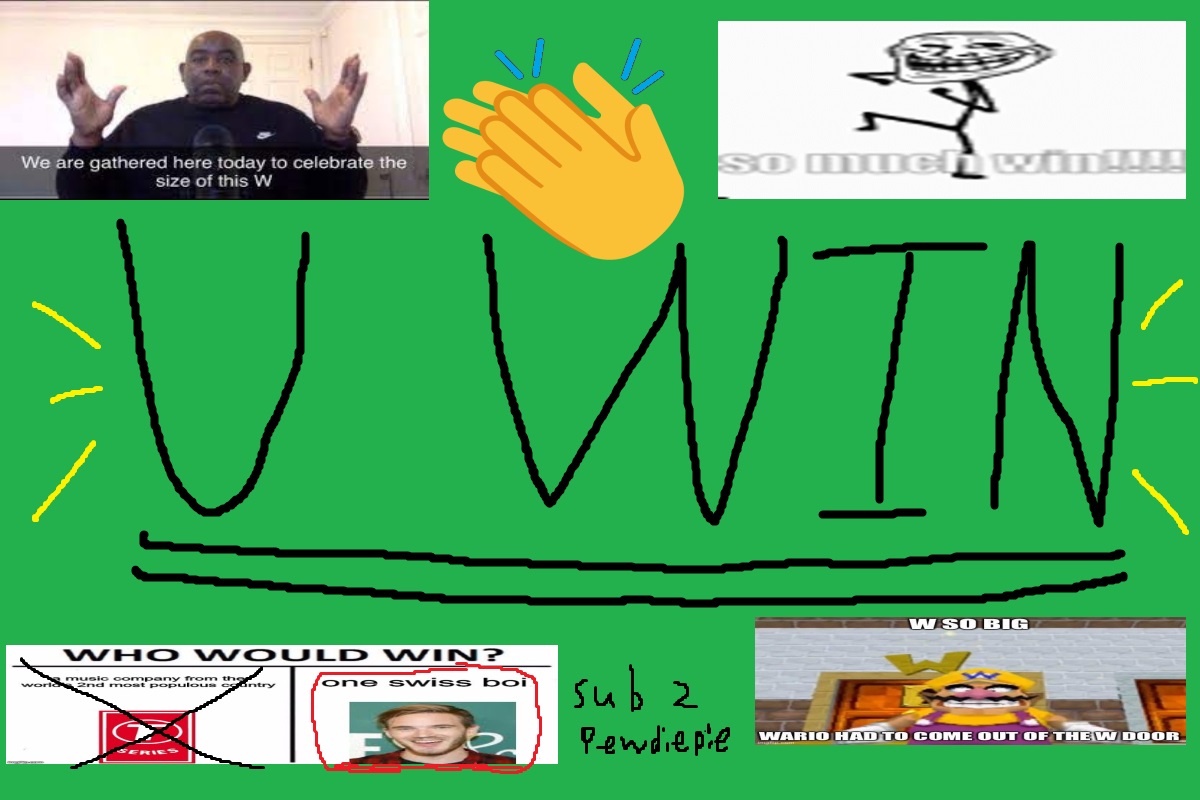 We are gathered here today to celebrate the
size of this W
so much win!!!!
U WIN
WHO WOULD WIN?
a music company from the
world's 2nd most populous country
T-
SERIES
one swiss boi
sub 2
Pewdiepie
W SO BIG
W
W
WARIO HAD TO COME OUT OF THE W DOOR